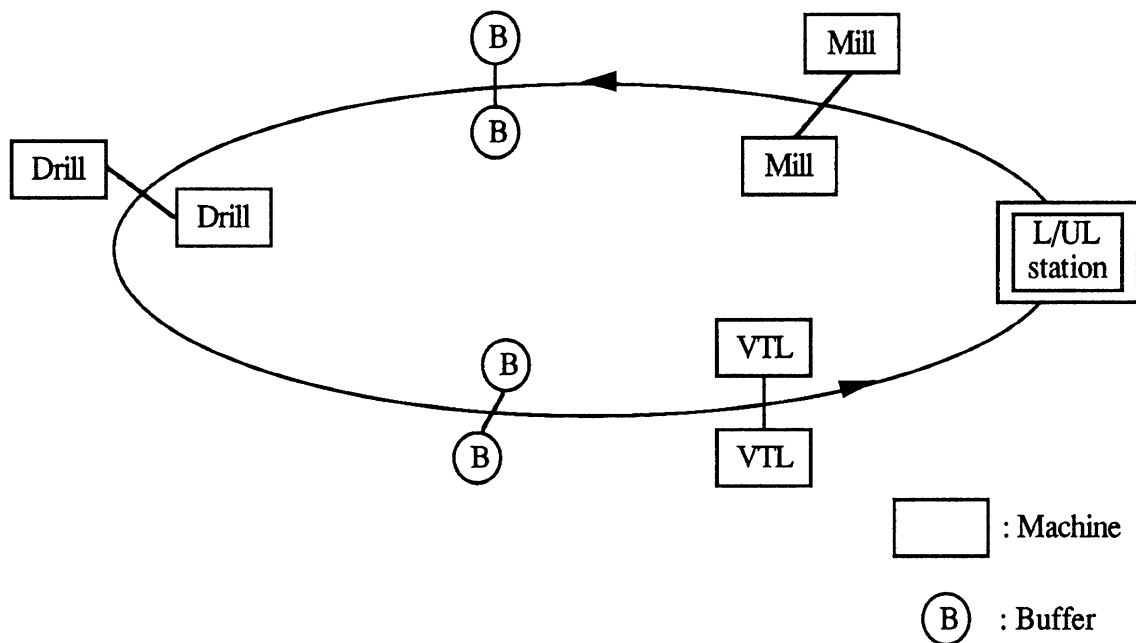 B
B
Mill
Mill
Drill
Drill
L/UL
station
B
B
VTL
VTL
: Machine
B : Buffer